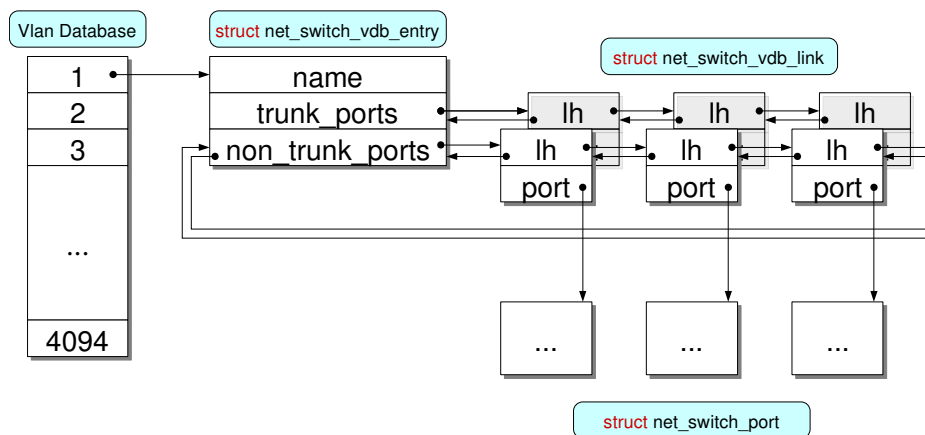 Vlan Database
struct net_switch_vdb_entry
struct net_switch_vdb_link
1
name
2
trunk_ports
lh
lh
lh
3
non_trunk_ports
lh
lh
lh
port
port
port
...
4094
...
...
...
struct net_switch_port